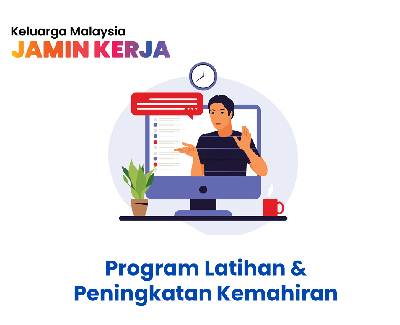 Keluarga Malaysia
JAMIN KERJA
Program Latihan &
Peningkatan Kemahiran